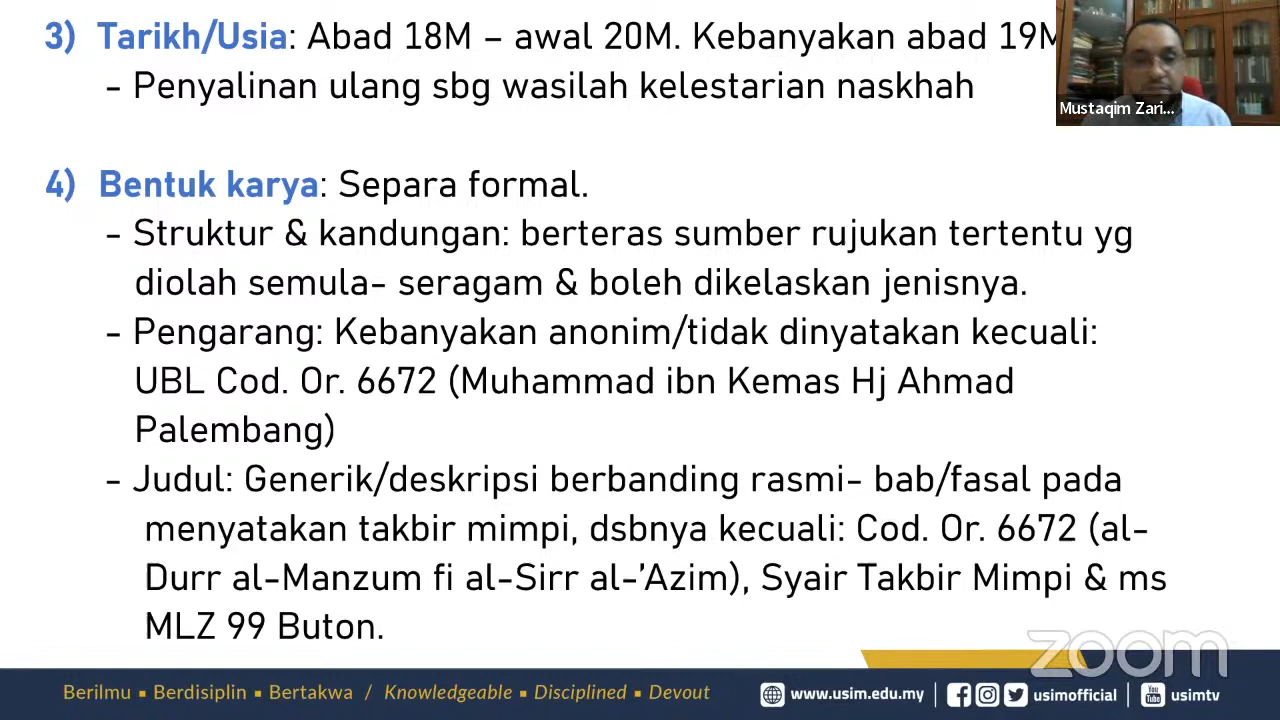 3) Tarikh/Usia: Abad 18M – awal 20M. Kebanyakan abad 19M
- Penyalinan ulang sbg wasilah kelestarian naskhah
Mustaqim Zari...
4) Bentuk karya: Separa formal.
- Struktur & kandungan: berteras sumber rujukan tertentu yg
diolah semula- seragam & boleh dikelaskan jenisnya.
- Pengarang: Kebanyakan anonim/tidak dinyatakan kecuali:
UBL Cod. Or. 6672 (Muhammad ibn Kemas Hj Ahmad
Palembang)
- Judul: Generik/deskripsi berbanding rasmi- bab/fasal pada
menyatakan takbir mimpi, dsbnya kecuali: Cod. Or. 6672 (al-
Durr al-Manzum fi al-Sirr al-’Azim), Syair Takbir Mimpi & ms
MLZ 99 Buton.
zoom
Berilmu ▪ Berdisiplin ▪ Bertakwa / Knowledgeable ▪ Disciplined ▪ Devout
www.usim.edu.my | usimofficial | You Tube usimtv